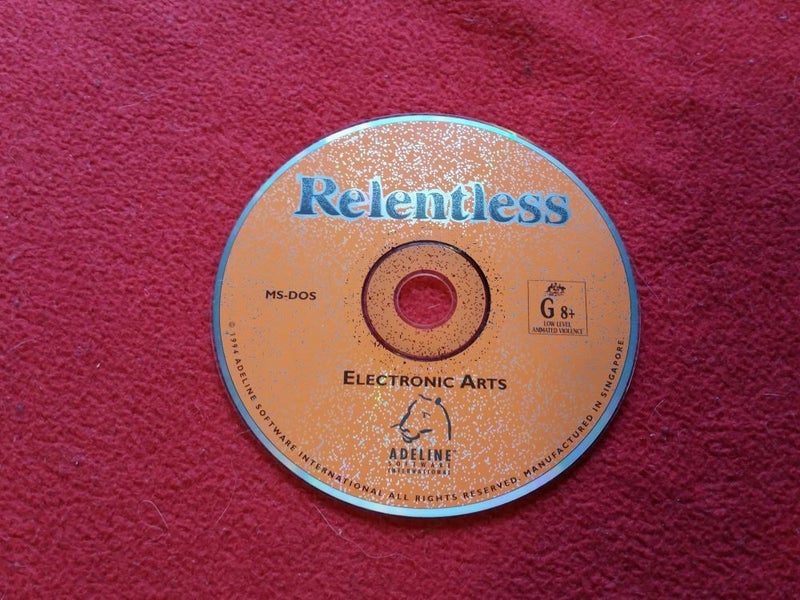 Relentless
MS-DOS
G 8+
LOW LEVEL
ANIMATED VIOLENCE
ELECTRONIC ARTS
ADELINE
SOFTWARE
INTERNATIONAL
© 1994 ADELINE SOFTWARE INTERNATIONAL. ALL RIGHTS RESERVED. MANUFACTURED IN SINGAPORE.